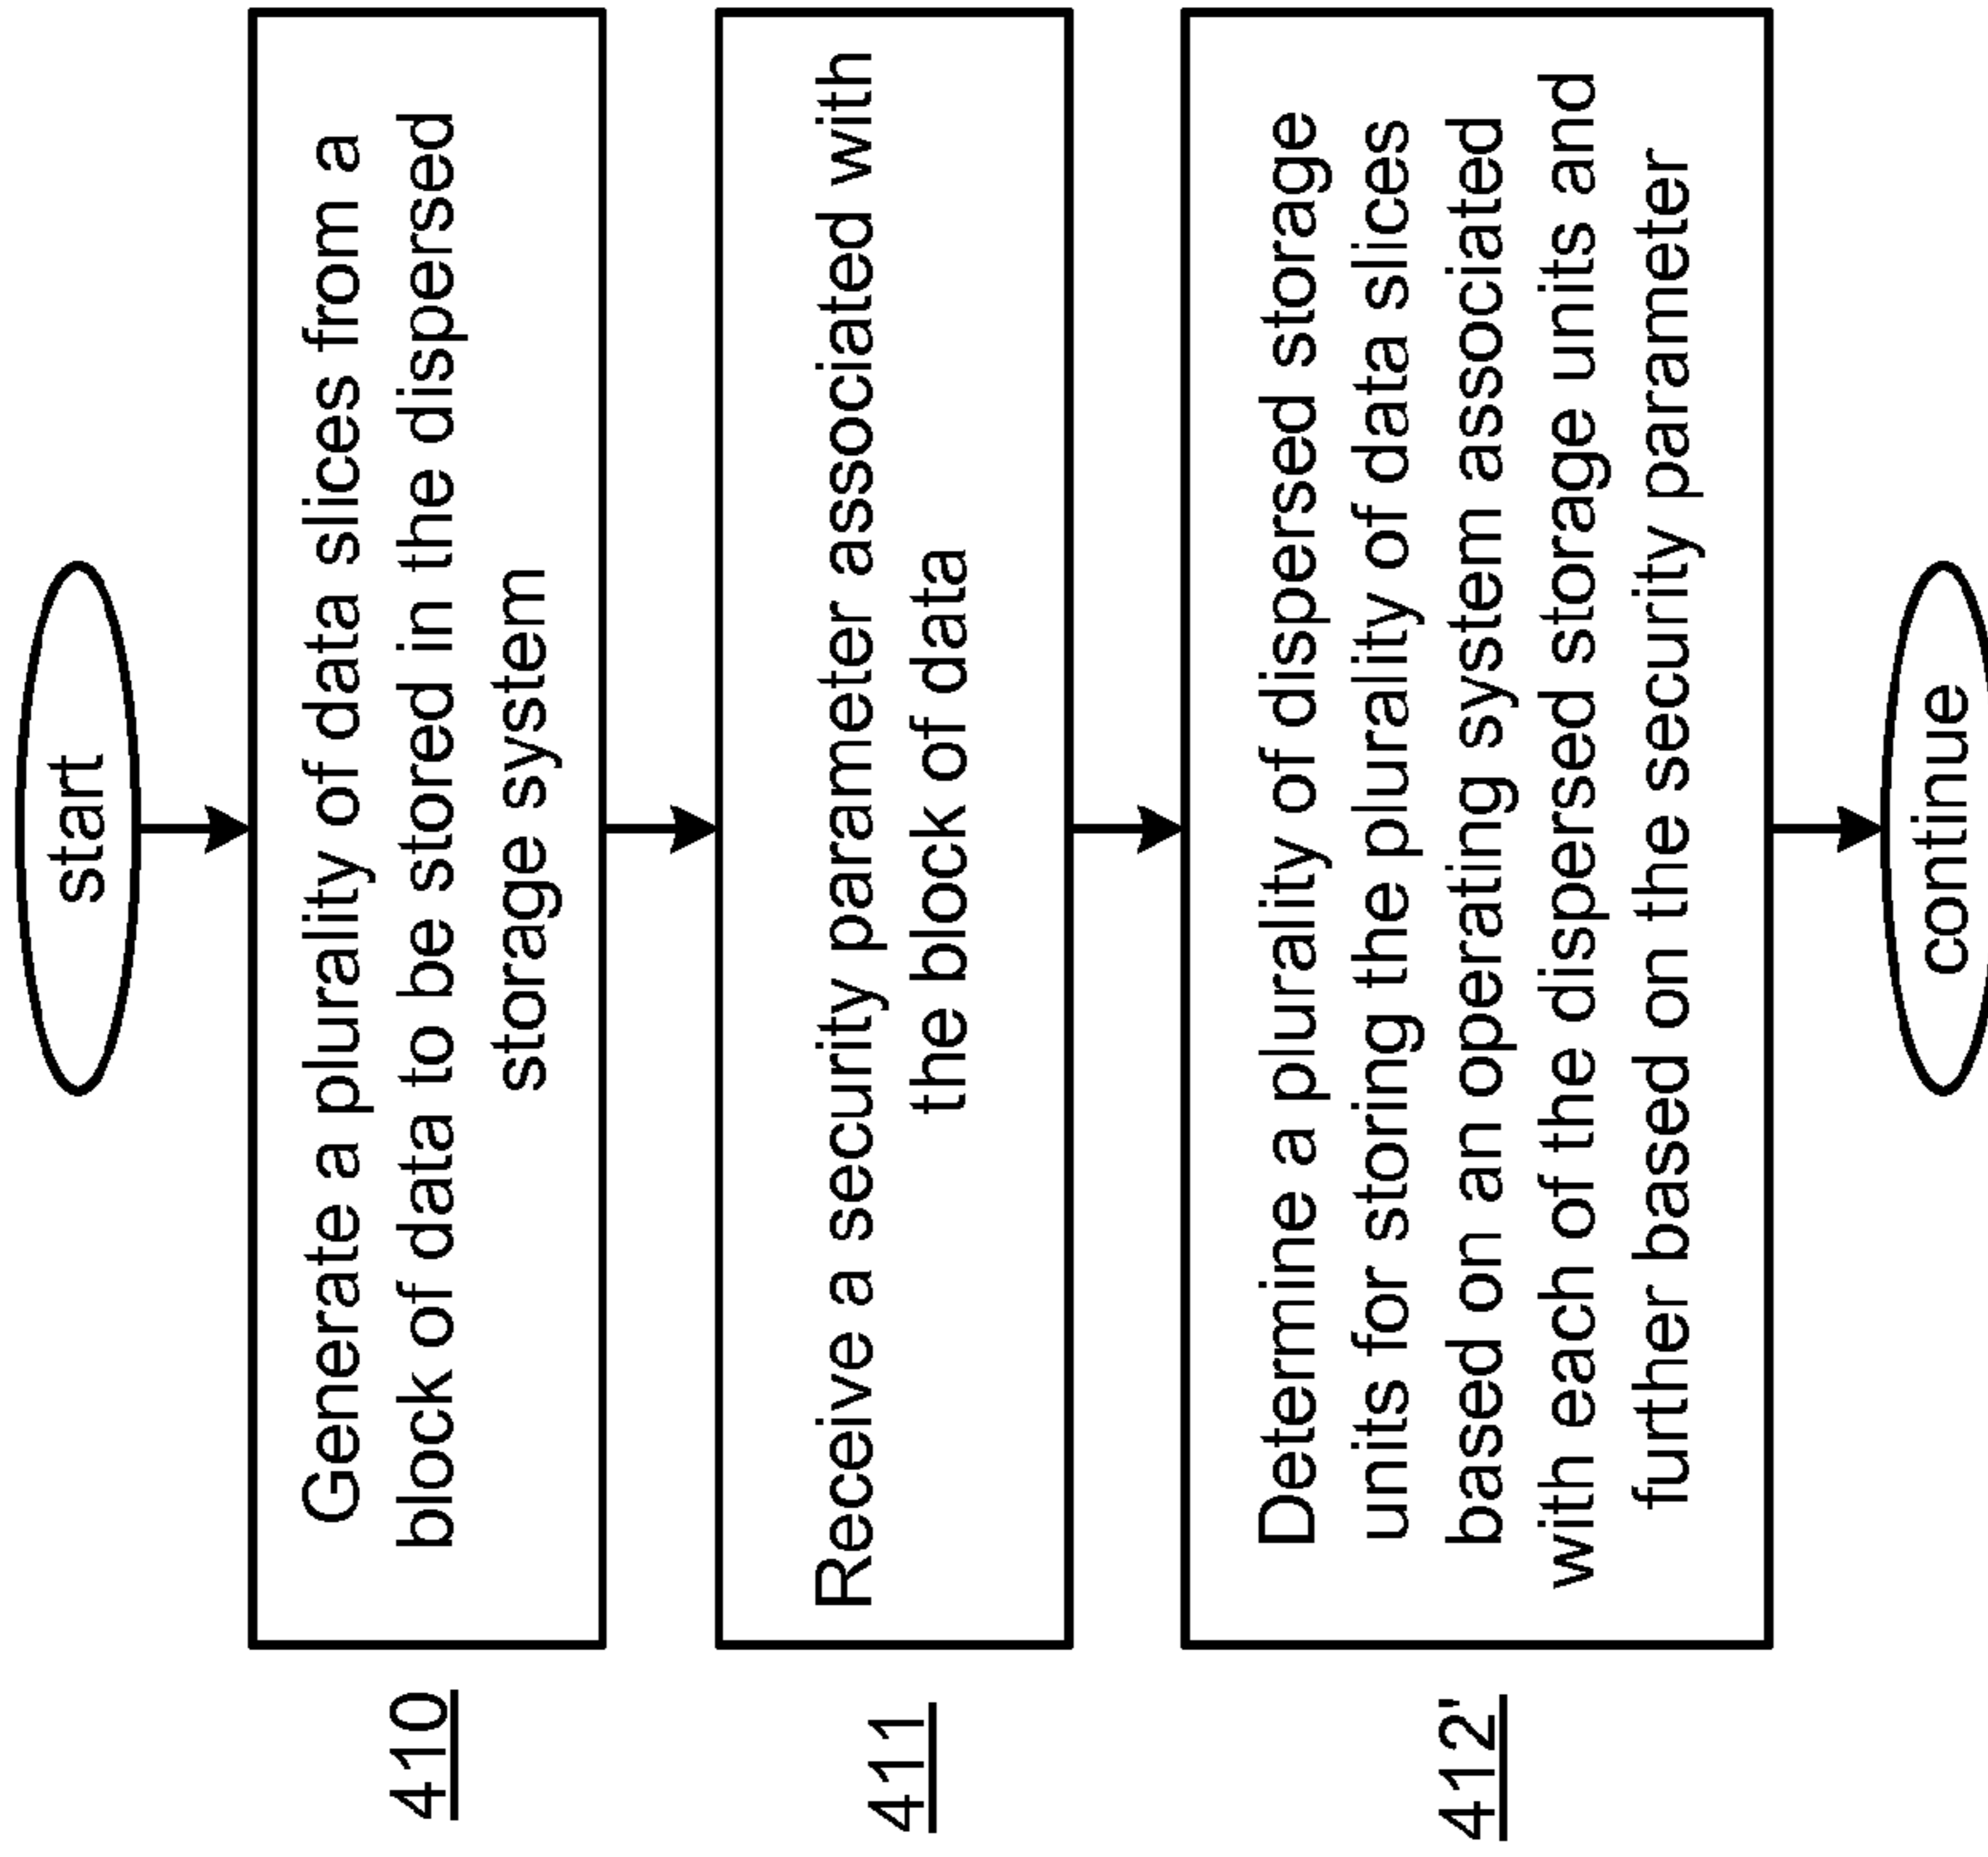 start
410
Generate a plurality of data slices from a
block of data to be stored in the dispersed
storage system
411
Receive a security parameter associated with
the block of data
412'
Determine a plurality of dispersed storage
units for storing the plurality of data slices
based on an operating system associated
with each of the dispersed storage units and
further based on the security parameter
continue